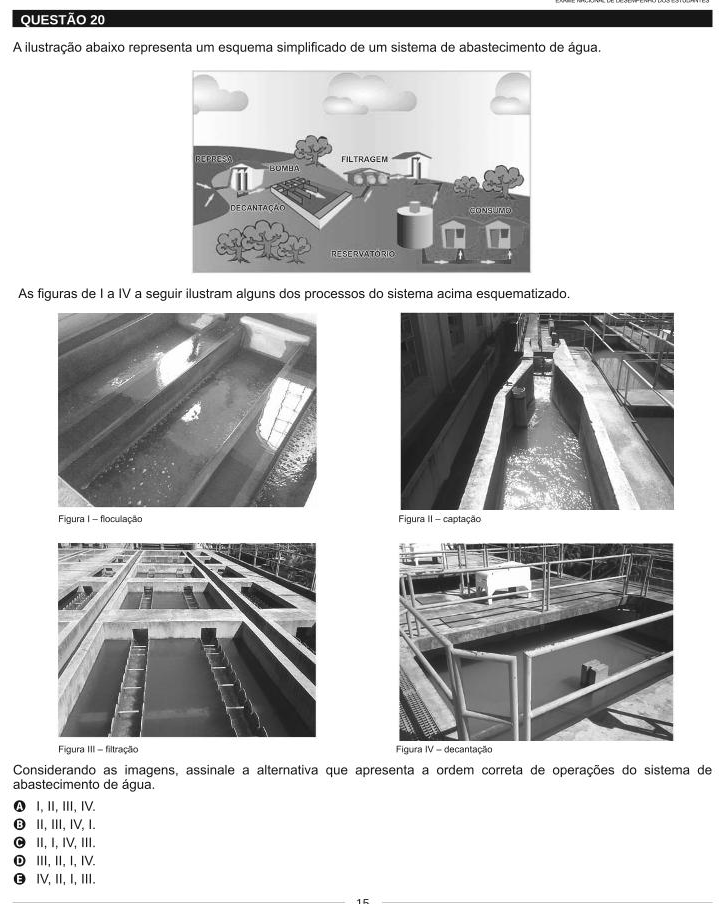 EXAME NACIONAL DE DESEMPENHO DOS ESTUDANTES
QUESTÃO 20
A ilustração abaixo representa um esquema simplificado de um sistema de abastecimento de água.
REPRESA
BOMBA
FILTRAGEM
DECANTAÇÃO
CONSUMO
RESERVATÓRIO
As figuras de I a IV a seguir ilustram alguns dos processos do sistema acima esquematizado.
Figura I – floculação
Figura II – captação
Figura III – filtração
Figura IV – decantação
Considerando as imagens, assinale a alternativa que apresenta a ordem correta de operações do sistema de
abastecimento de água.
A I, II, III, IV.
B II, III, IV, I.
C II, I, IV, III.
D III, II, I, IV.
E IV, II, I, III.
15